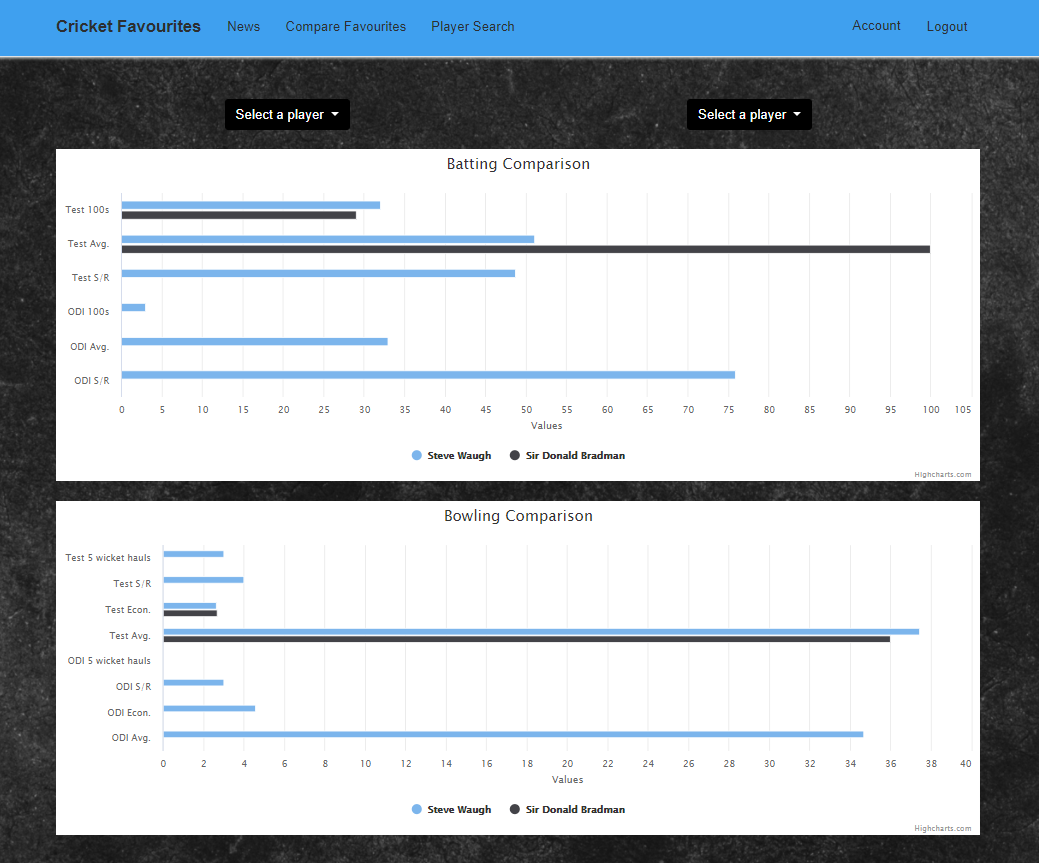 Cricket Favourites News Compare Favourites Player Search Account Logout
Select a player Select a player
Batting Comparison
Test 100s
Test Avg.
Test S/R
ODI 100s
ODI Avg.
ODI S/R
0 5 10 15 20 25 30 35 40 45 50 55 60 65 70 75 80 85 90 95 100 105
Values
Steve Waugh Sir Donald Bradman
Highcharts.com
Bowling Comparison
Test 5 wicket hauls
Test S/R
Test Econ.
Test Avg.
ODI 5 wicket hauls
ODI S/R
ODI Econ.
ODI Avg.
0 2 4 6 8 10 12 14 16 18 20 22 24 26 28 30 32 34 36 38 40
Values
Steve Waugh Sir Donald Bradman
Highcharts.com